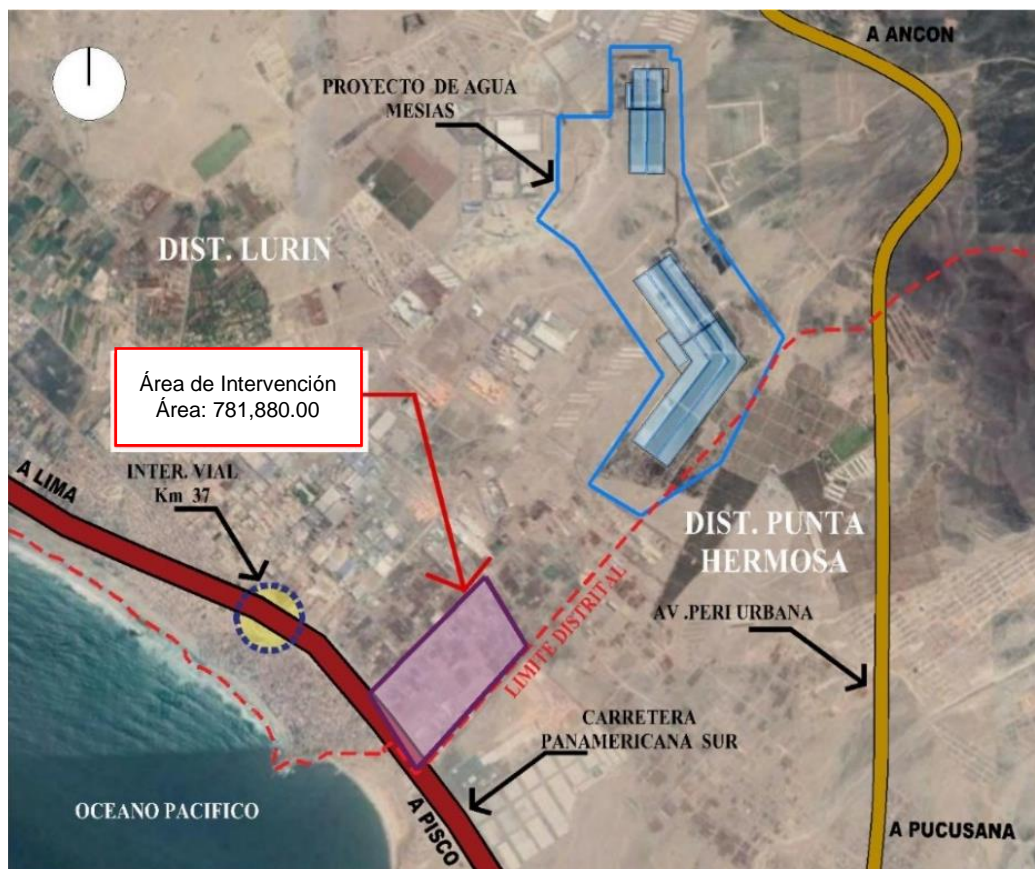 A ANCON
PROYECTO DE AGUA
MESIAS
DIST. LURIN
Área de Intervención
Área: 781,880.00
A LIMA
INTER. VIAL
Km 37
DIST. PUNTA
HERMOSA
LIMITE DISTRITAL
AV .PERI URBANA
CARRETERA
PANAMERICANA SUR
OCEANO PACIFICO
A PISCO
A PUCUSANA